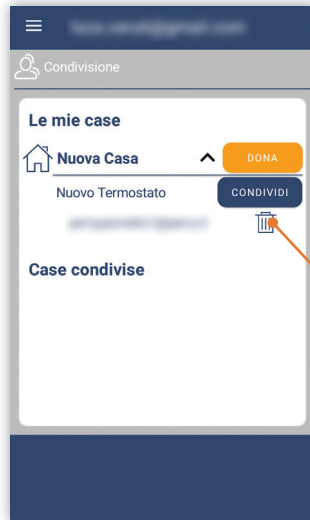 Condivisione
Le mie case
Nuova Casa DONA
Nuovo Termostato CONDIVIDI
Case condivise